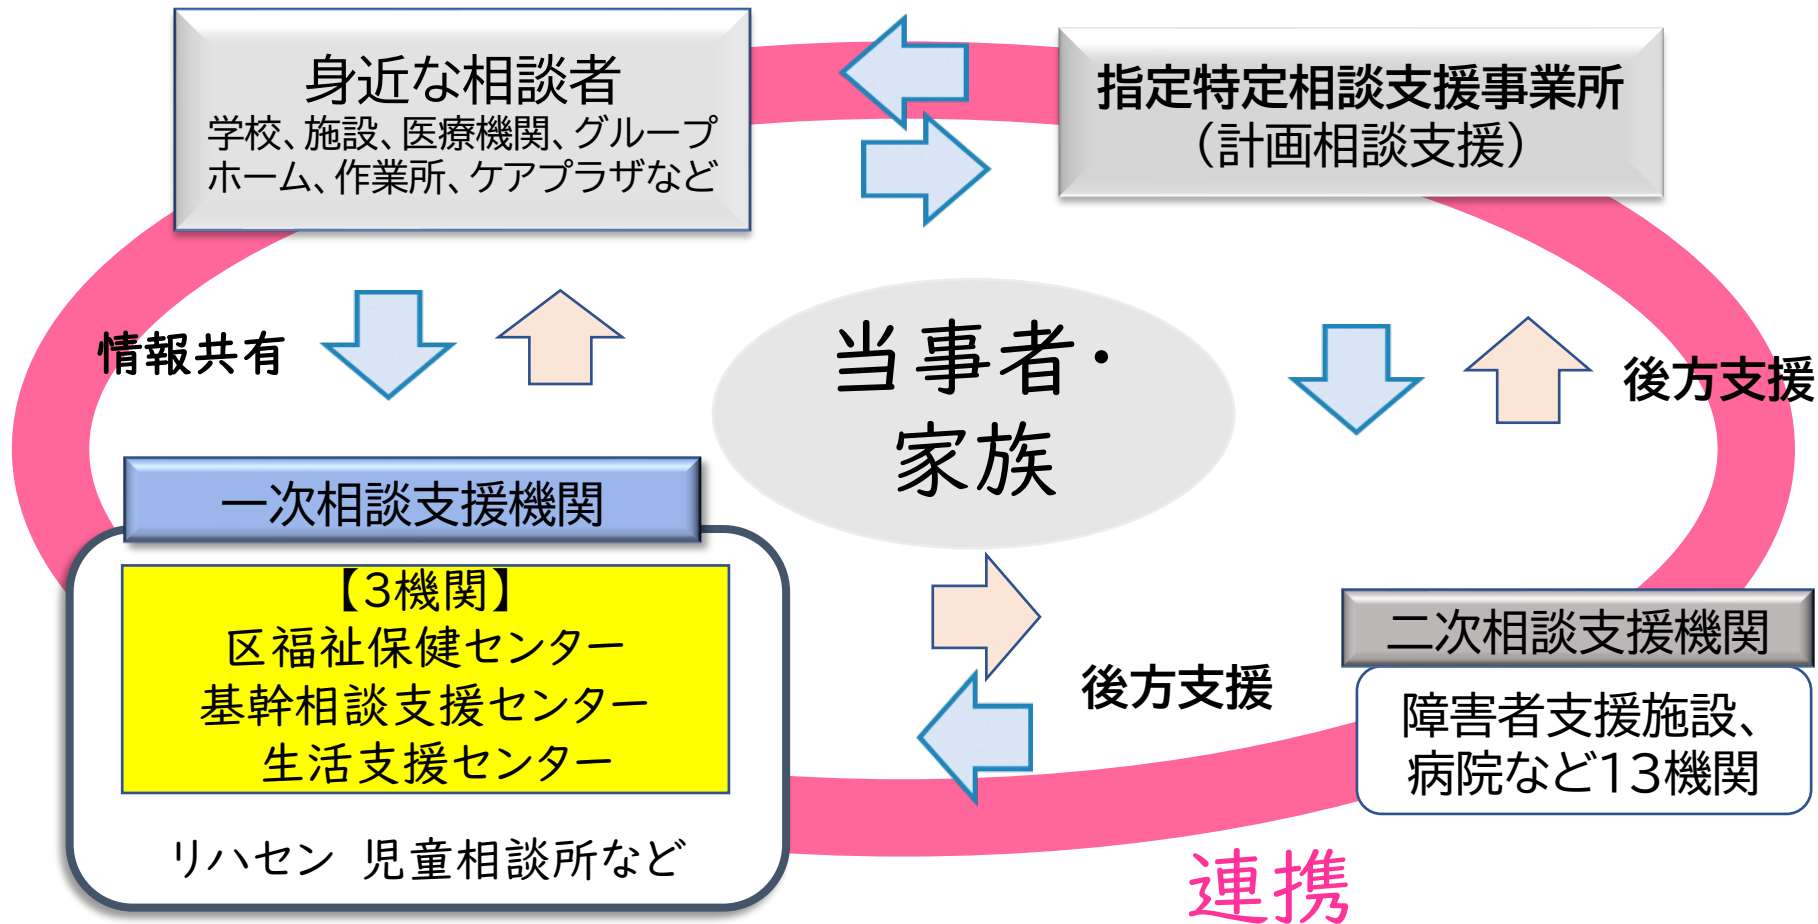 身近な相談者
学校、施設、医療機関、グループ
ホーム、作業所、ケアプラザなど
指定特定相談支援事業所
（計画相談支援）
情報共有
当事者・
家族
後方支援
一次相談支援機関
【3機関】
区福祉保健センター
基幹相談支援センター
生活支援センター
リハセン 児童相談所など
後方支援
二次相談支援機関
障害者支援施設、
病院など13機関
連携